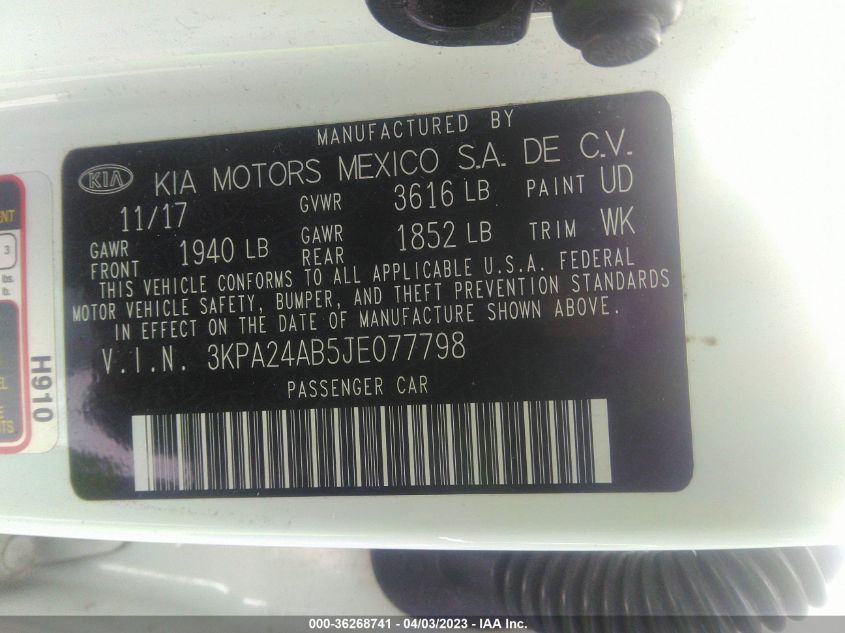 MANUFACTURED BY
KIA KIA MOTORS MEXICO S.A. DE C.V.
11/17 GVWR 3616 LB PAINT UD
GAWR FRONT 1940 LB GAWR REAR 1852 LB TRIM WK
THIS VEHICLE CONFORMS TO ALL APPLICABLE U.S.A. FEDERAL
MOTOR VEHICLE SAFETY, BUMPER, AND THEFT PREVENTION STANDARDS
IN EFFECT ON THE DATE OF MANUFACTURE SHOWN ABOVE.
V.I.N. 3KPA24AB5JE077798
PASSENGER CAR
3
lbs.
lb.
H910
000-36268741 - 04/03/2023 - IAA Inc.